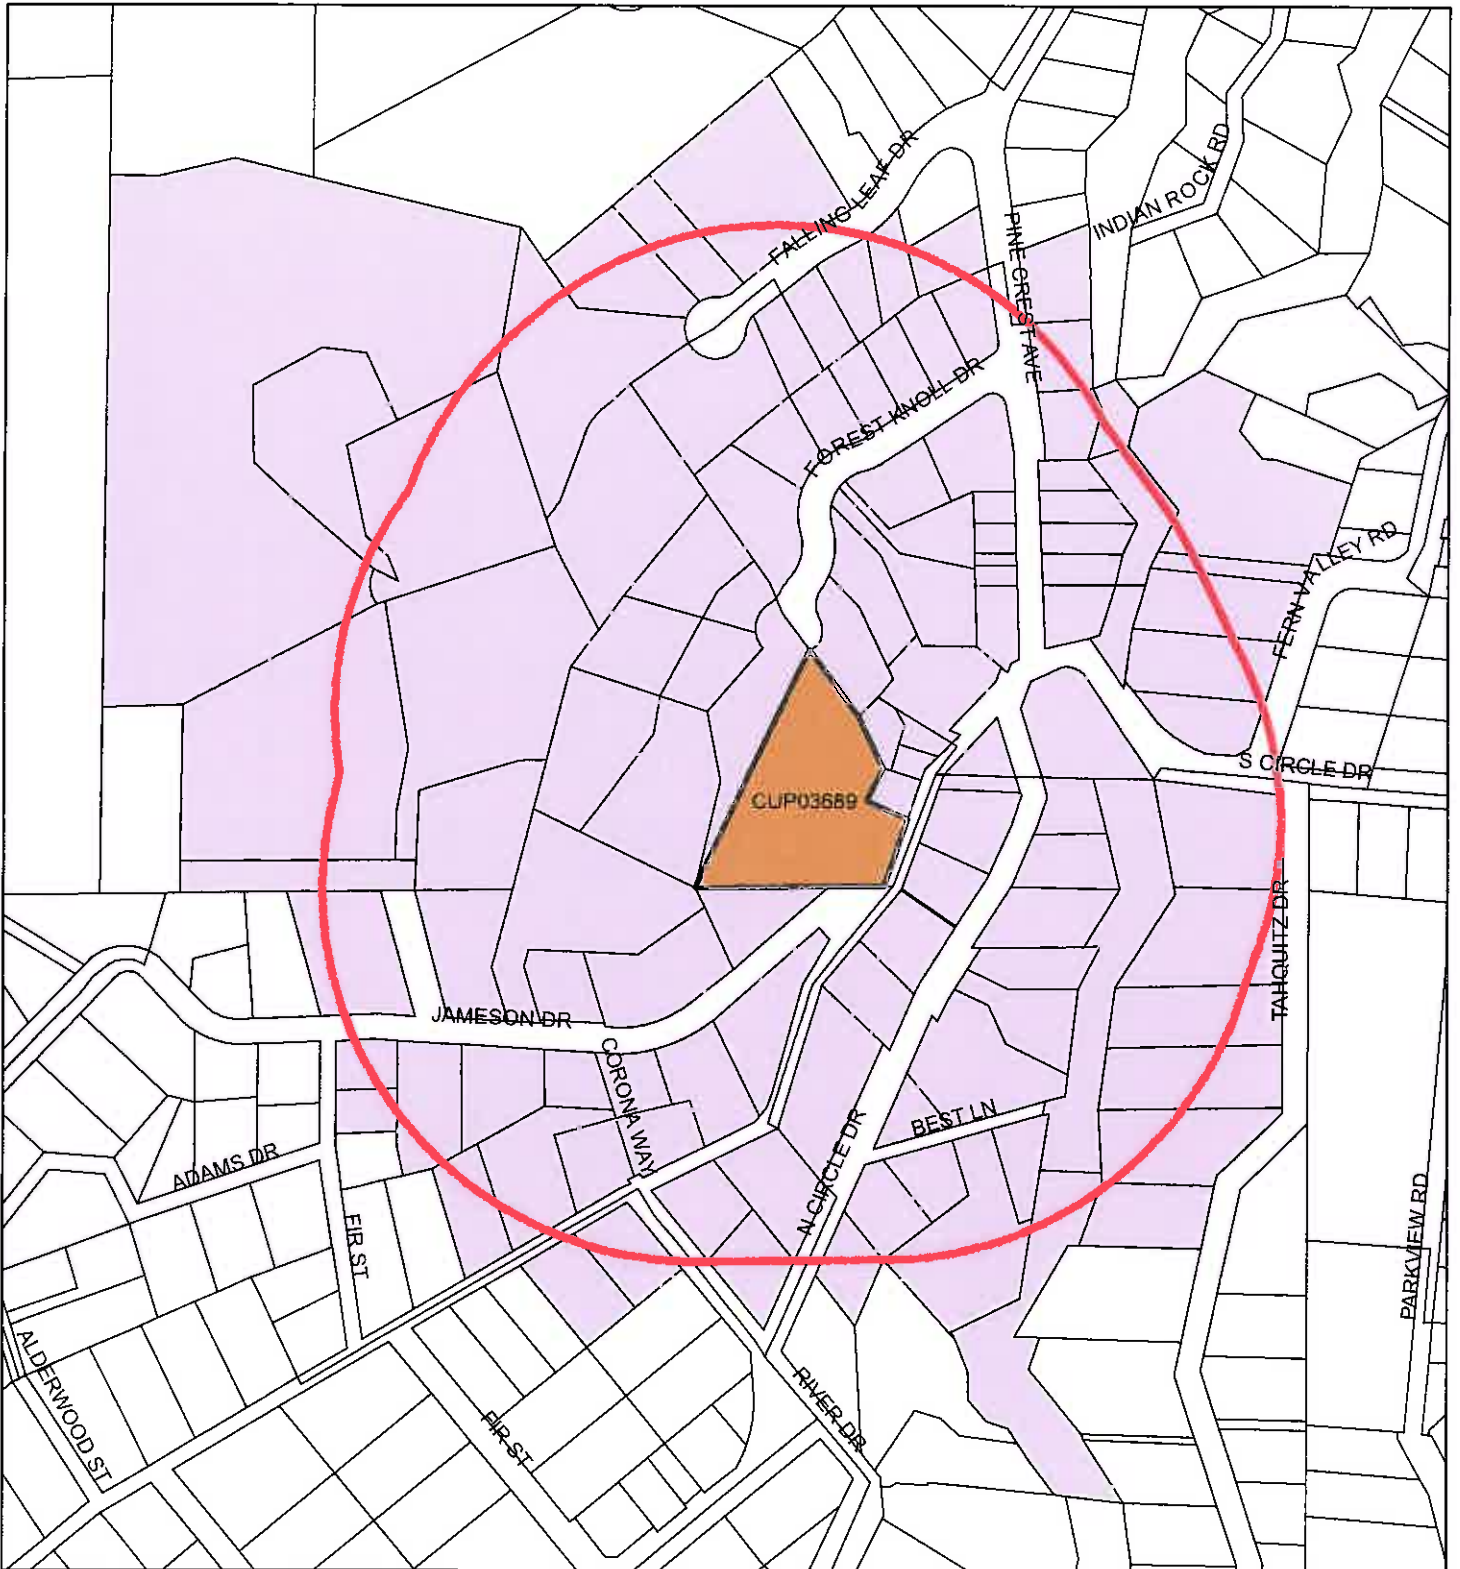 FALLING LEAF DR
INDIAN ROCK RD
PINE CREST AVE
FOREST KNOLL DR
FERN VALLEY RD
S CIRCLE DR
CUP03689
TAHQUITZ DR
JAMESON DR
CORONA WAY
BEST LN
N CIRCLE DR
ADAMS DR
FIR ST
PARKVIEW RD
ALDERWOOD ST
FIR ST
RIVER DR